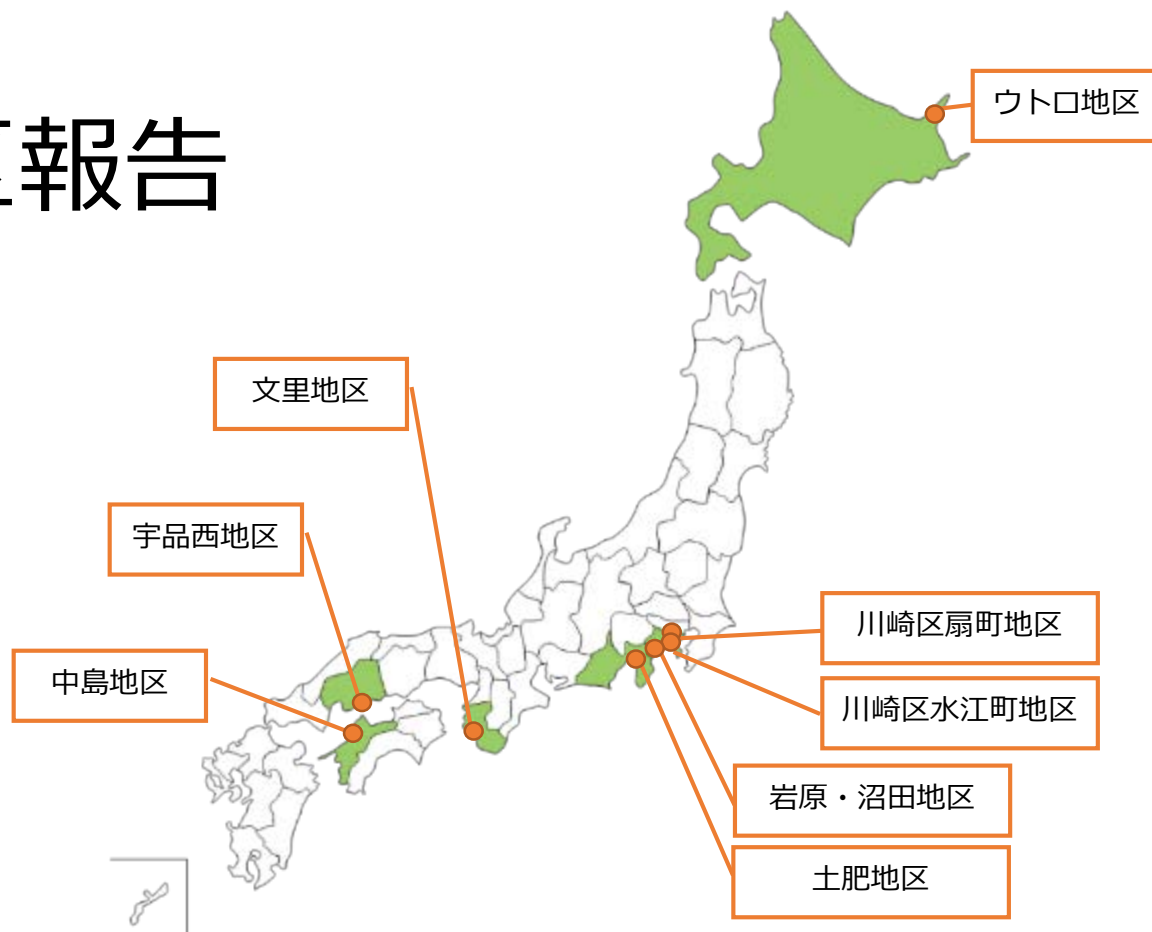 区報告
ウトロ地区
文里地区
宇品西地区
中島地区
川崎区扇町地区
川崎区水江町地区
岩原・沼田地区
土肥地区